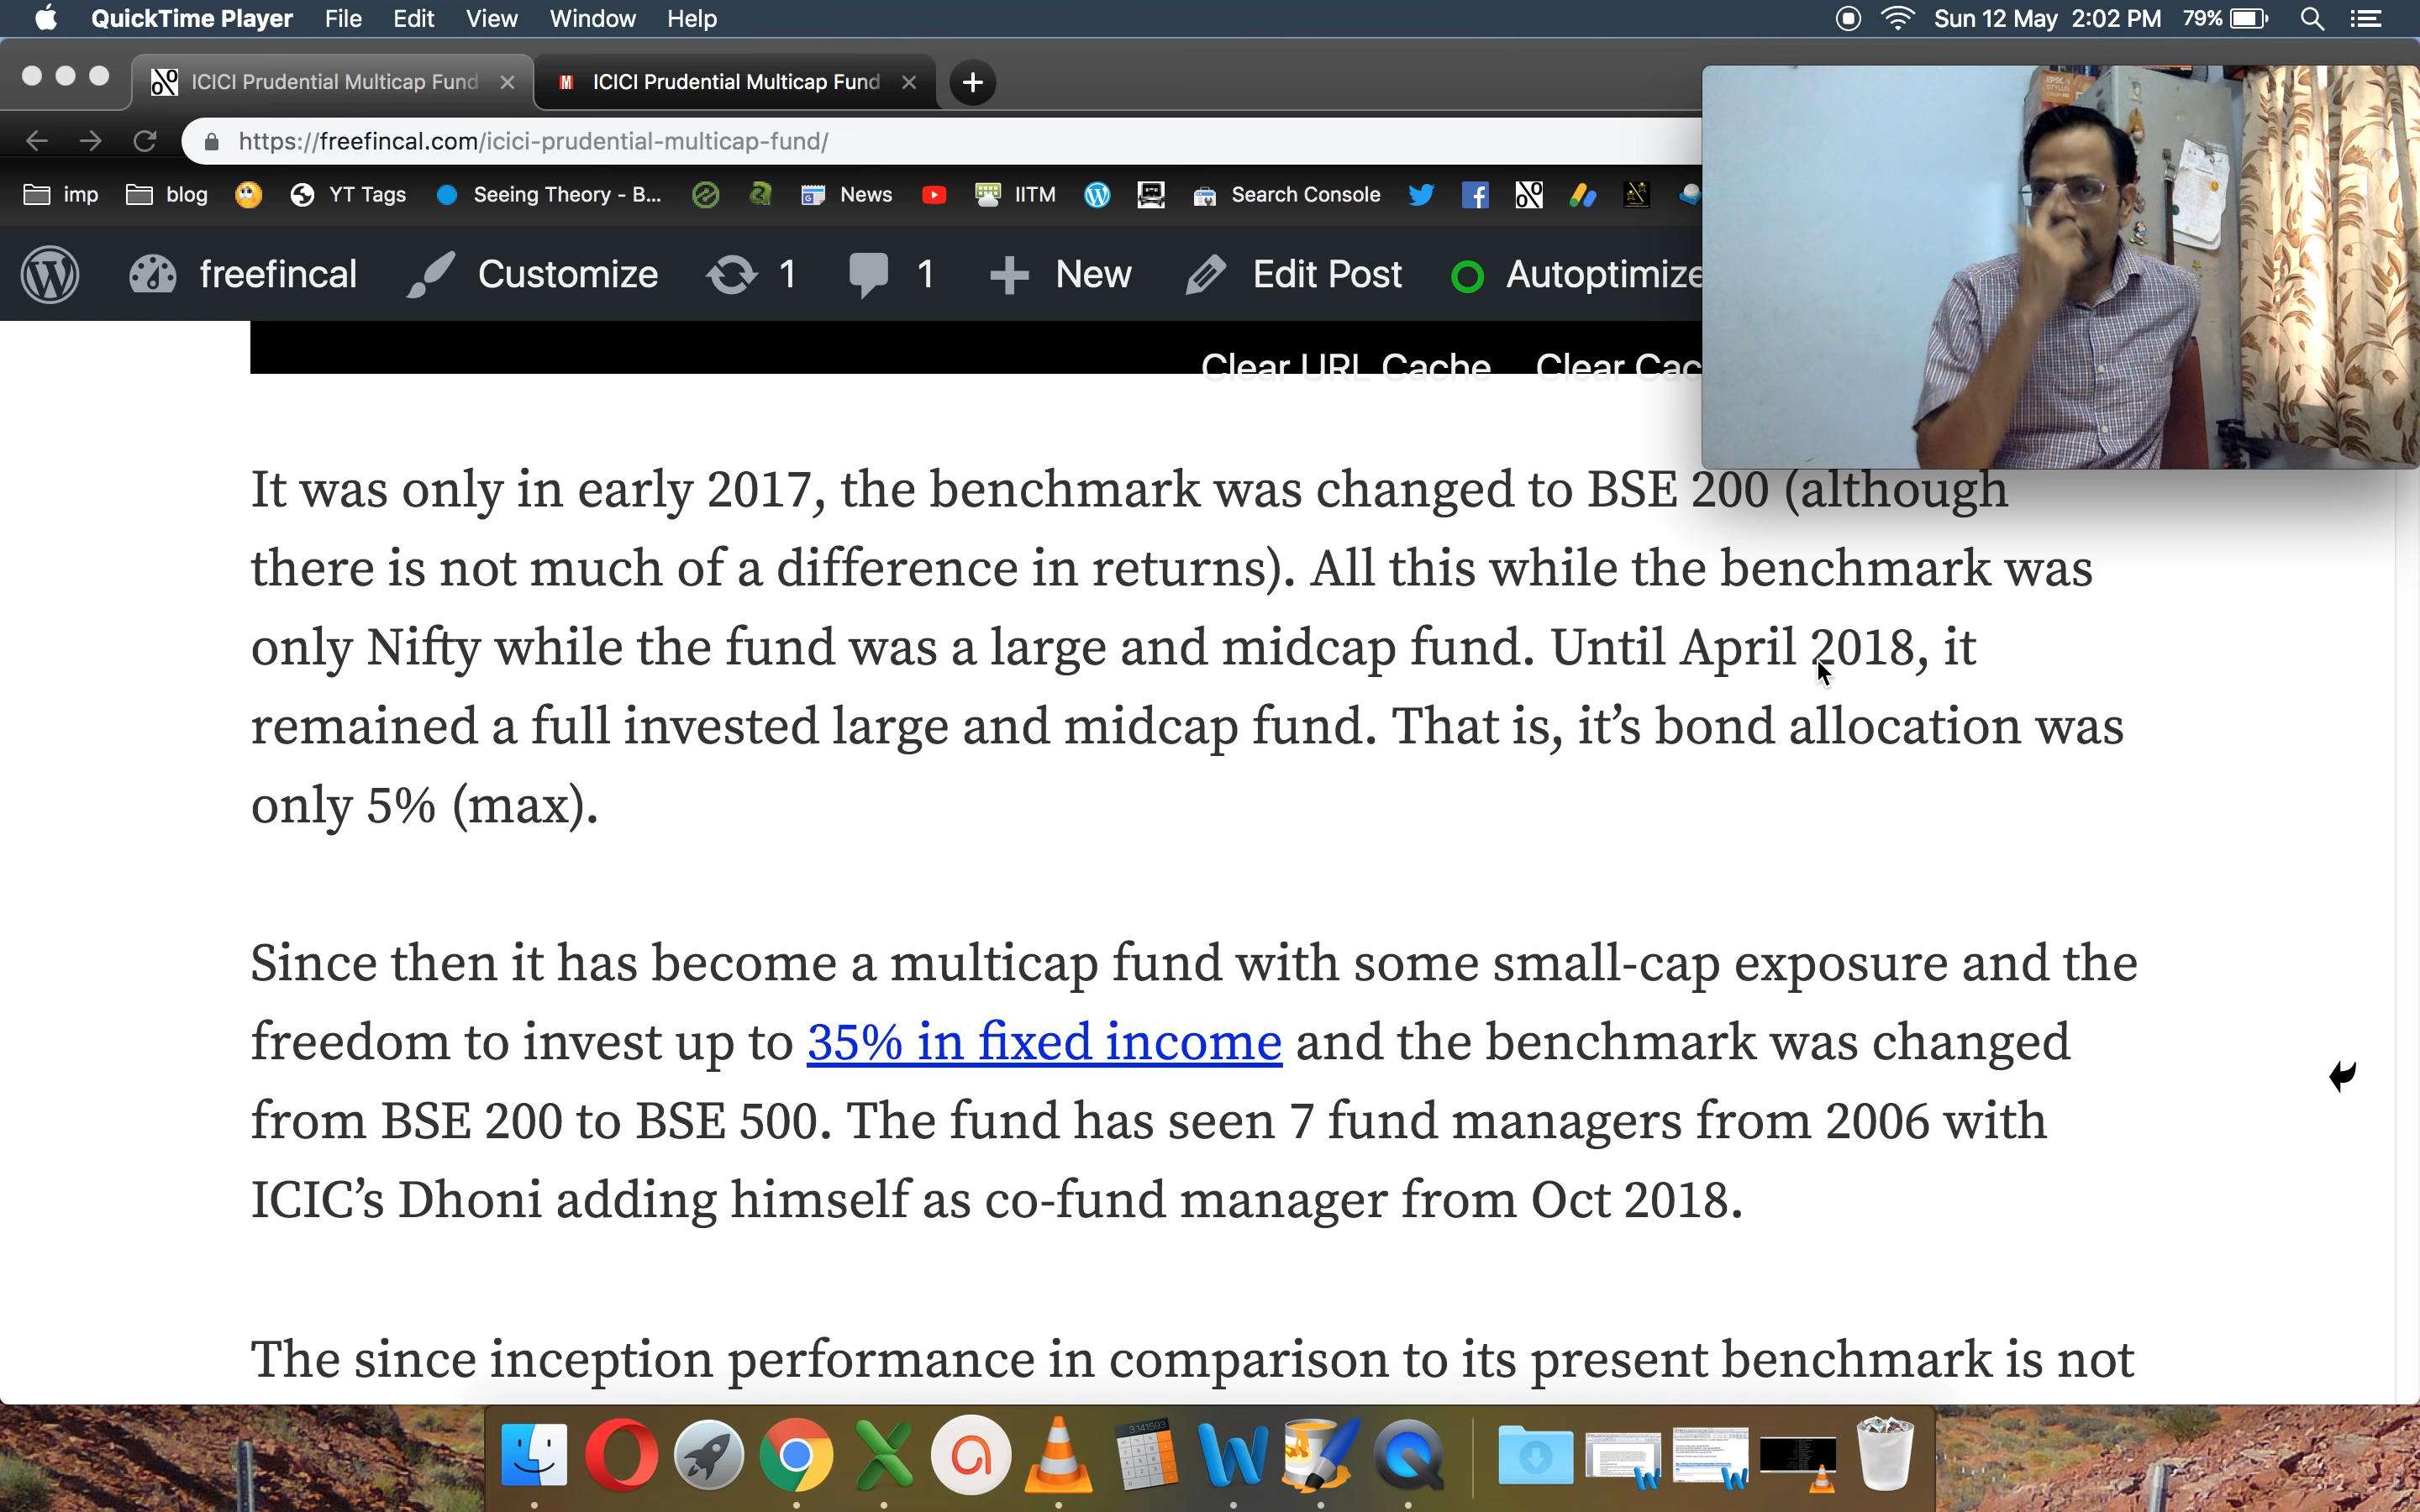 QuickTime Player File Edit View Window Help Sun 12 May 2:02 PM 79%
ICICI Prudential Multicap Fund ICICI Prudential Multicap Fund
https://freefincal.com/icici-prudential-multicap-fund/
imp blog YT Tags Seeing Theory - B... News IITM Search Console
freefincal Customize 1 1 New Edit Post Autoptimize
Clear URL Cache Clear Cac
It was only in early 2017, the benchmark was changed to BSE 200 (although
there is not much of a difference in returns). All this while the benchmark was
only Nifty while the fund was a large and midcap fund. Until April 2018, it
remained a full invested large and midcap fund. That is, it’s bond allocation was
only 5% (max).
Since then it has become a multicap fund with some small-cap exposure and the
freedom to invest up to 35% in fixed income and the benchmark was changed
from BSE 200 to BSE 500. The fund has seen 7 fund managers from 2006 with
ICIC’s Dhoni adding himself as co-fund manager from Oct 2018.
The since inception performance in comparison to its present benchmark is not
3.141593